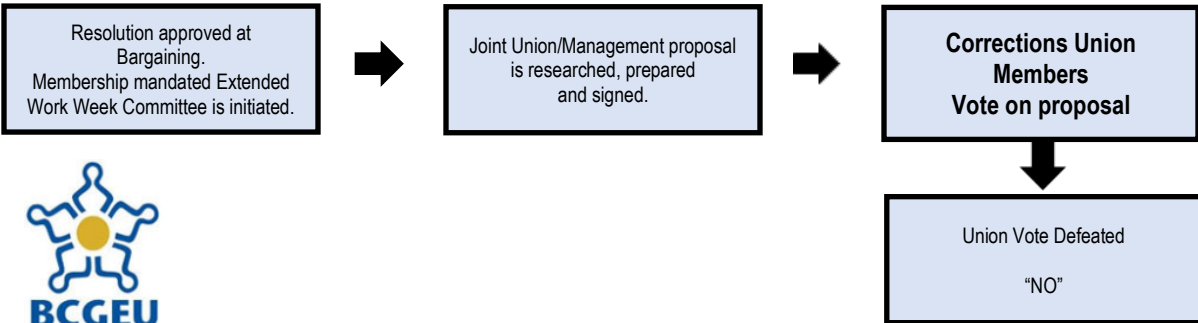 Resolution approved at
Bargaining.
Membership mandated Extended
Work Week Committee is initiated.
Joint Union/Management proposal
is researched, prepared
and signed.
Corrections Union
Members
Vote on proposal
Union Vote Defeated
“NO”
BCGEU